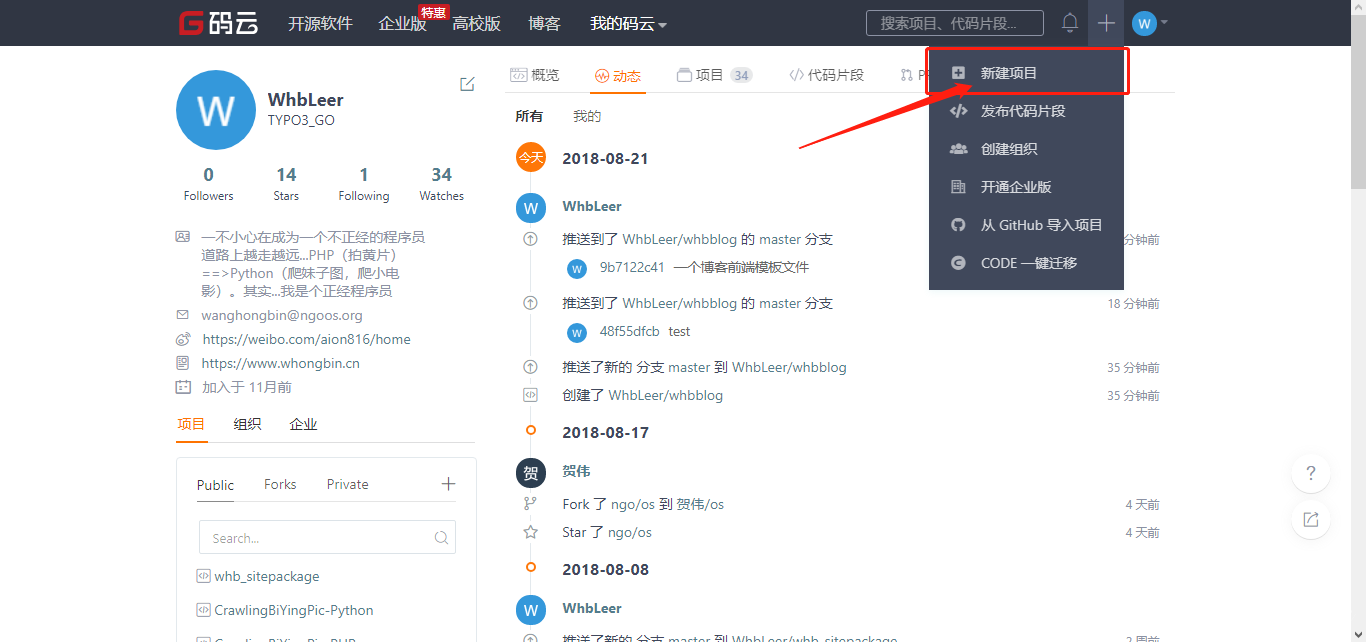 码云
开源软件
企业版
特惠
高校版
博客
我的码云
搜索项目、代码片段...
W
W
WhbLeer
TYPO3_GO
0
Followers
14
Stars
1
Following
34
Watches
一不小心在成为一个不正经的程序员
道路上越走越远...PHP（拍黄片）
==>Python（爬妹子图，爬小电
影）。其实...我是个正经程序员
wanghongbin@ngoos.org
https://weibo.com/aion816/home
https://www.whongbin.cn
加入于 11月前
项目 组织 企业
Public Forks Private
Search...
whb_sitepackage
CrawlingBiYingPic-Python
概览
动态
项目 34
代码片段
新建项目
发布代码片段
创建组织
开通企业版
从 GitHub 导入项目
CODE 一键迁移
所有 我的
今天 2018-08-21
W WhbLeer
推送到了 WhbLeer/whbblog 的 master 分支 分钟前
W 9b7122c41 一个博客前端模板文件
推送到了 WhbLeer/whbblog 的 master 分支 18 分钟前
W 48f55dfcb test
推送了新的 分支 master 到 WhbLeer/whbblog 35 分钟前
创建了 WhbLeer/whbblog 35 分钟前
2018-08-17
贺 贺伟
Fork 了 ngo/os 到 贺伟/os 4 天前
Star 了 ngo/os 4 天前
2018-08-08
W WhbLeer
推送了新的 分支 master 到 WhbLeer/whb_sitepackage
?